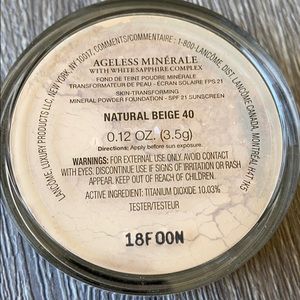 LANCÔME, LUXURY PRODUCTS LLC, NEW YORK, NY 10017, COMMENTS/COMMENTAIRE : 1-800-LANCÔME, DIST. LANCÔME CANADA, MONTRÉAL H4T 1K5
AGELESS MINÉRALE
WITH WHITE SAPPHIRE COMPLEX
FOND DE TEINT POUDRE MINÉRALE
TRANSFORMATEUR DE PEAU - ÉCRAN SOLAIRE FPS 21
SKIN-TRANSFORMING
MINERAL POWDER FOUNDATION - SPF 21 SUNSCREEN
NATURAL BEIGE 40
0.12 OZ. (3.5g)
Directions: Apply before sun exposure.
WARNINGS: FOR EXTERNAL USE ONLY. AVOID CONTACT
WITH EYES. DISCONTINUE USE IF SIGNS OF IRRITATION OR RASH
APPEAR. KEEP OUT OF REACH OF CHILDREN.
ACTIVE INGREDIENT: TITANIUM DIOXIDE 10.03%
TESTER/TESTEUR
18F00N